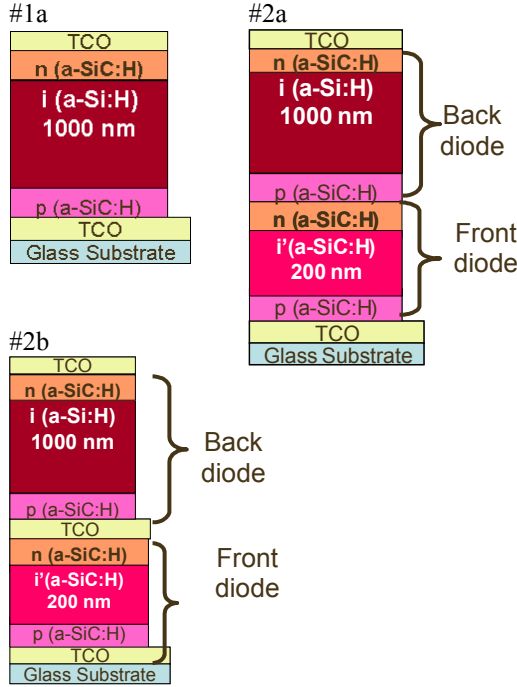 #1a
TCO
n (a-SiC:H)
i (a-Si:H)
1000 nm
p (a-SiC:H)
TCO
Glass Substrate
#2a
TCO
n (a-SiC:H)
i (a-Si:H)
1000 nm
p (a-SiC:H)
n (a-SiC:H)
i'(a-SiC:H)
200 nm
p (a-SiC:H)
TCO
Glass Substrate
Back
diode
Front
diode
#2b
TCO
n (a-SiC:H)
i (a-Si:H)
1000 nm
p (a-SiC:H)
TCO
n (a-SiC:H)
i'(a-SiC:H)
200 nm
p (a-SiC:H)
TCO
Glass Substrate
Back
diode
Front
diode